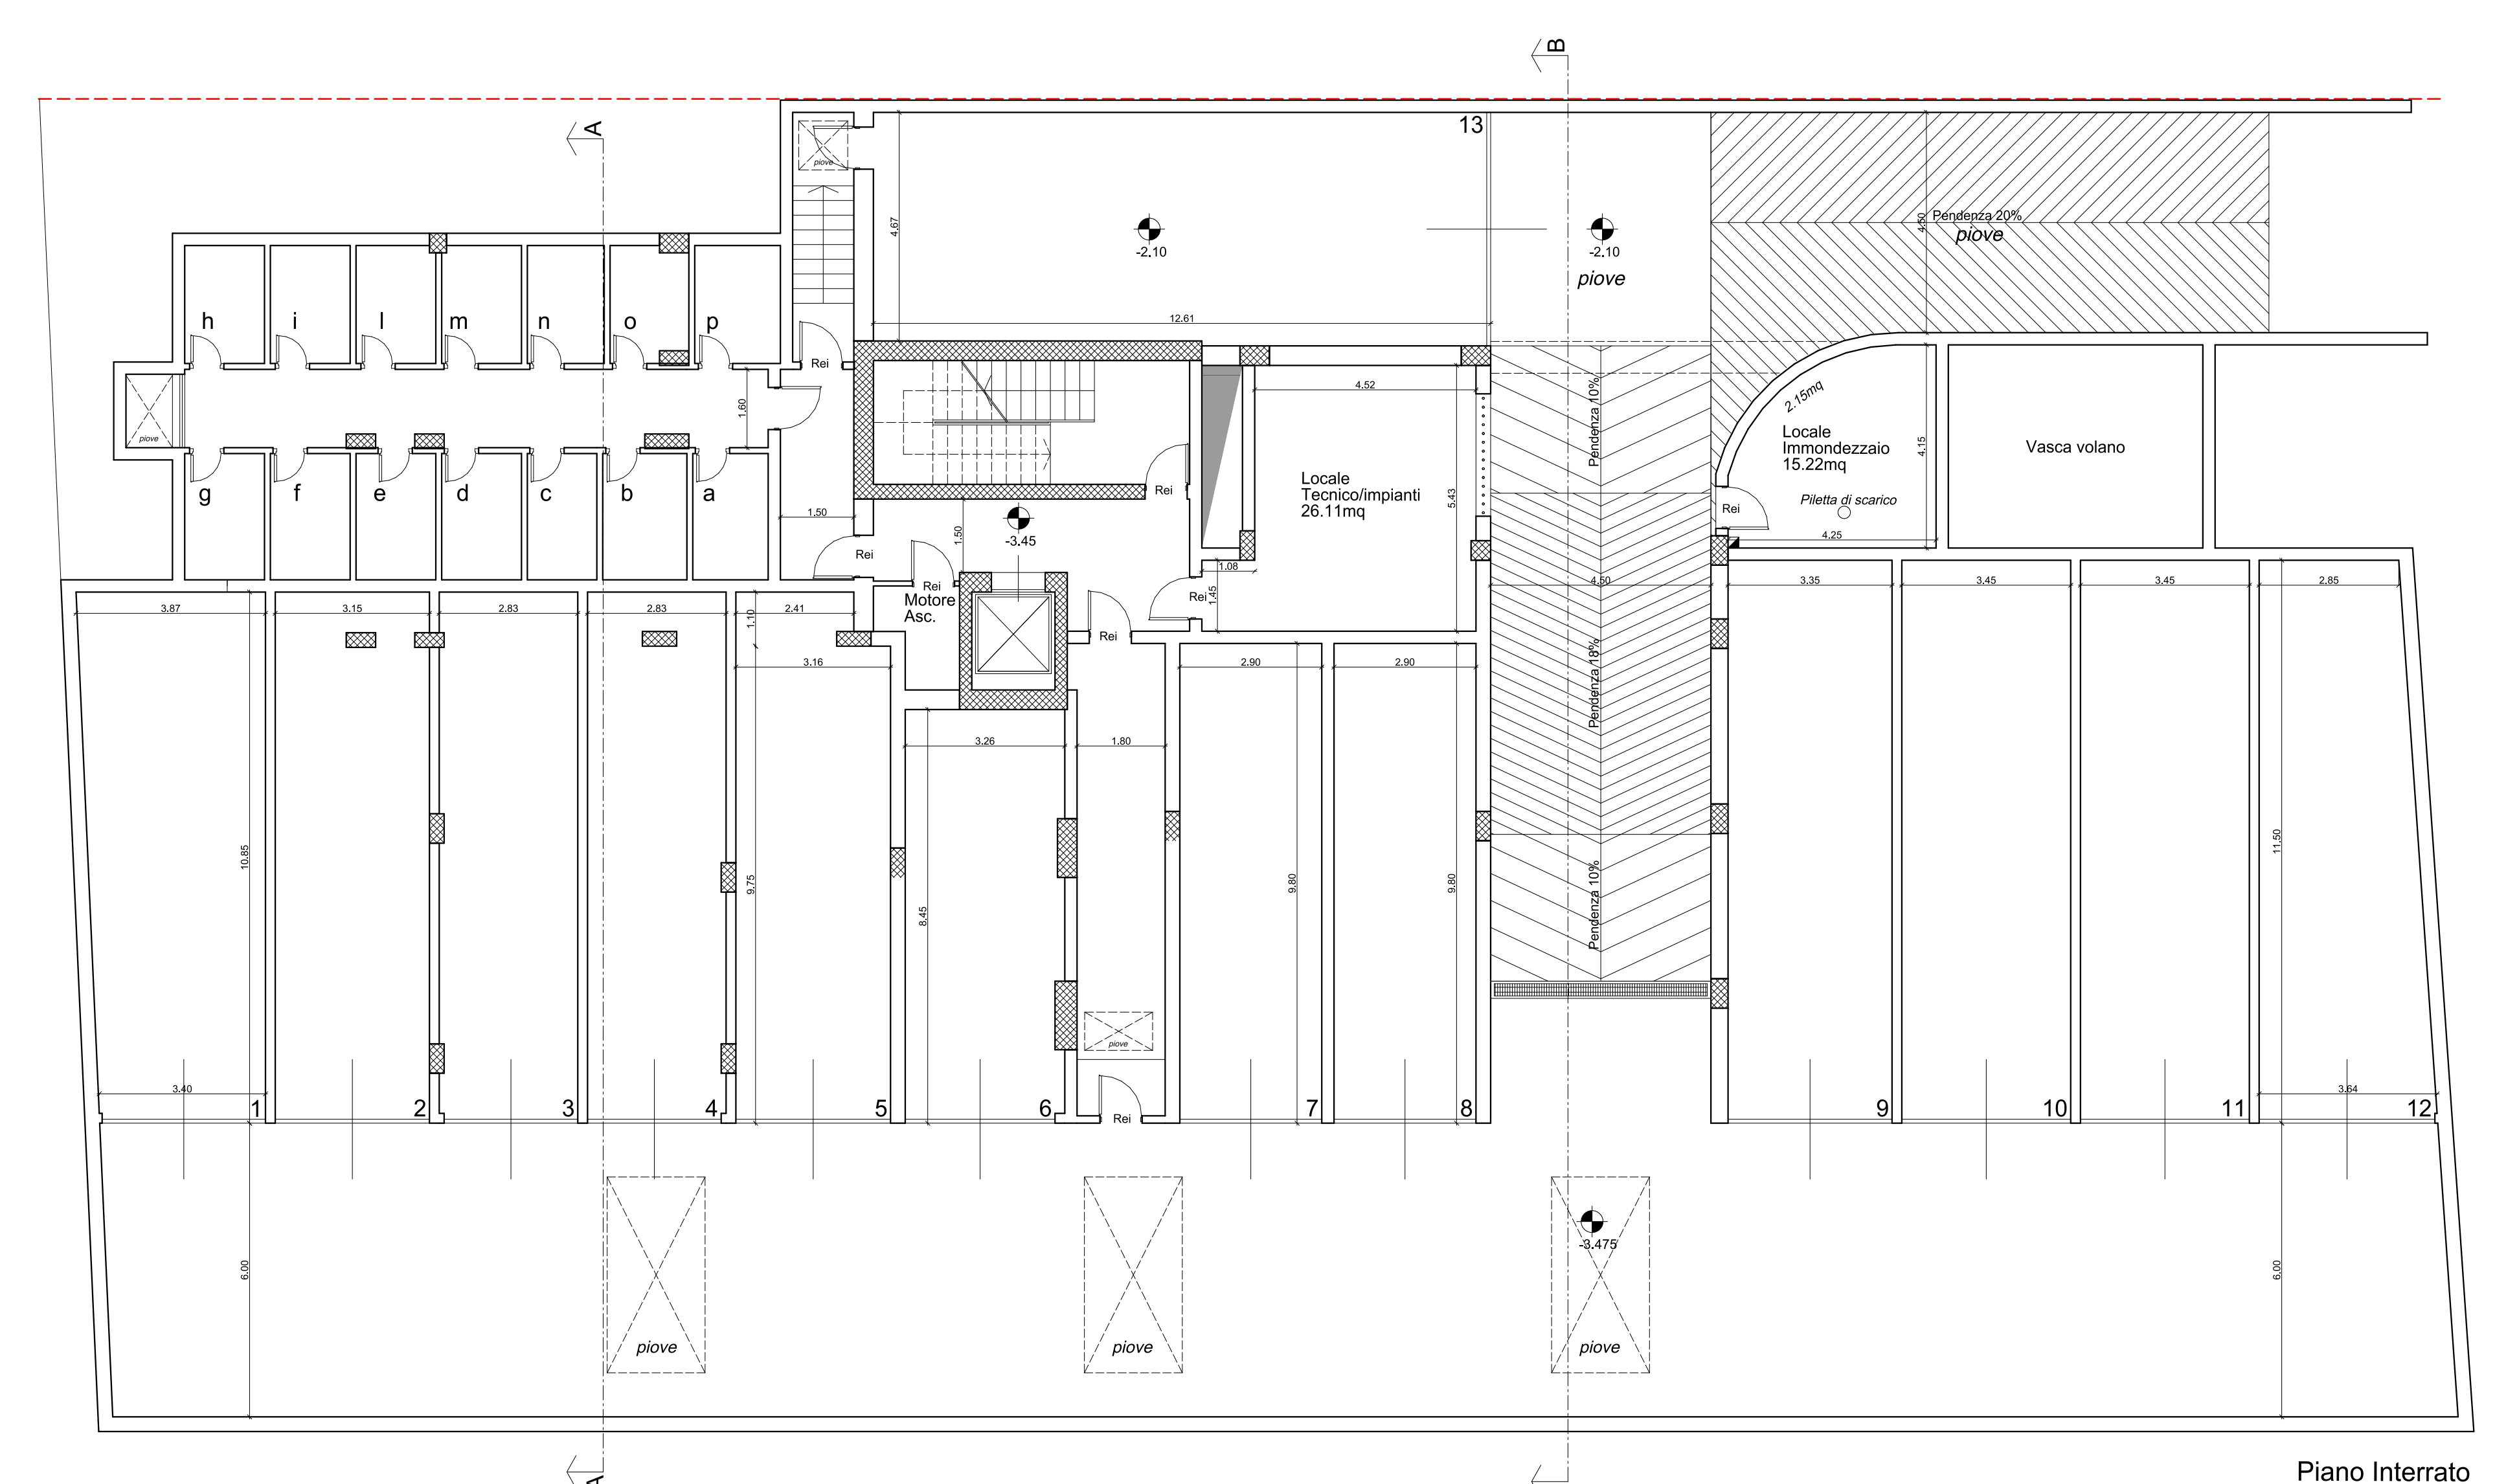 B
A
13
piove
4.67
-2.10
12.61
-2.10
piove
4.50
Pendenza 20%
piove
h
i
l
m
n
o
p
Rei
1.60
piove
g
f
e
d
c
b
a
1.50
Rei
Rei
1.50
-3.45
Rei
Motore
Asc.
4.52
Locale
Tecnico/impianti
26.11mq
5.43
1.08
1.45
Rei
Rei
Pendenza 10%
4.50
Pendenza 18%
Pendenza 10%
2.15mq
Locale
Immondezzaio
15.22mq
Piletta di scarico
Rei
4.25
4.15
Vasca volano
3.87
3.15
2.83
2.83
2.41
1.10
3.16
3.26
1.80
2.90
2.90
3.35
3.45
3.45
2.85
10.85
9.75
8.45
9.80
9.80
11.50
piove
3.40
3.64
1
2
3
4
5
6
Rei
7
8
9
10
11
12
6.00
-3.475
6.00
piove
piove
piove
A
Piano Interrato